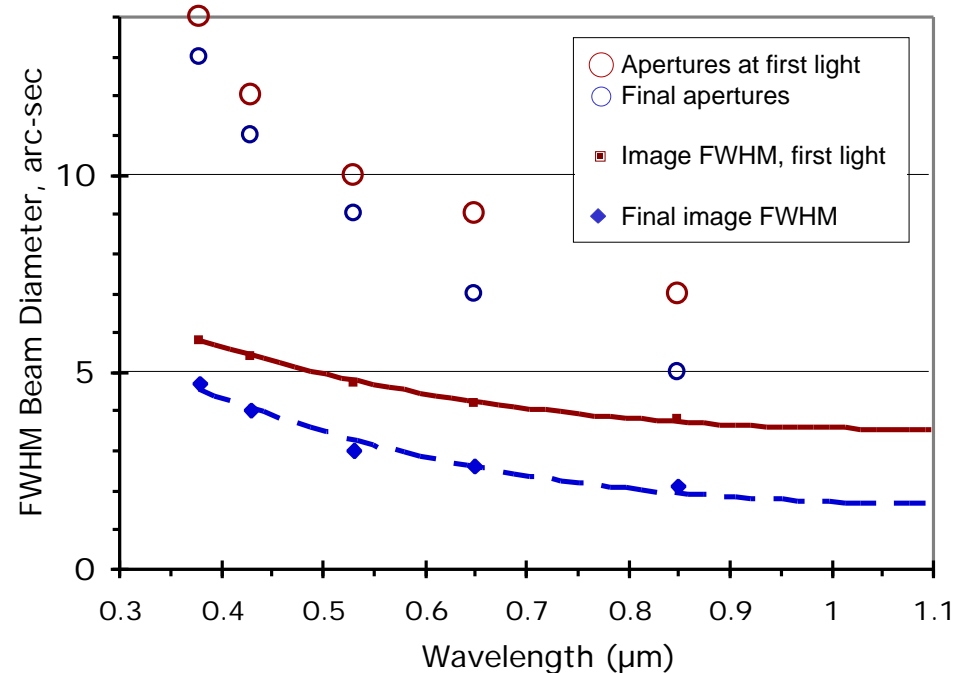 FWHM Beam Diameter, arc-sec
10
5
0
Apertures at first light
Final apertures
Image FWHM, first light
Final image FWHM
0.3 0.4 0.5 0.6 0.7 0.8 0.9 1 1.1
Wavelength (µm)